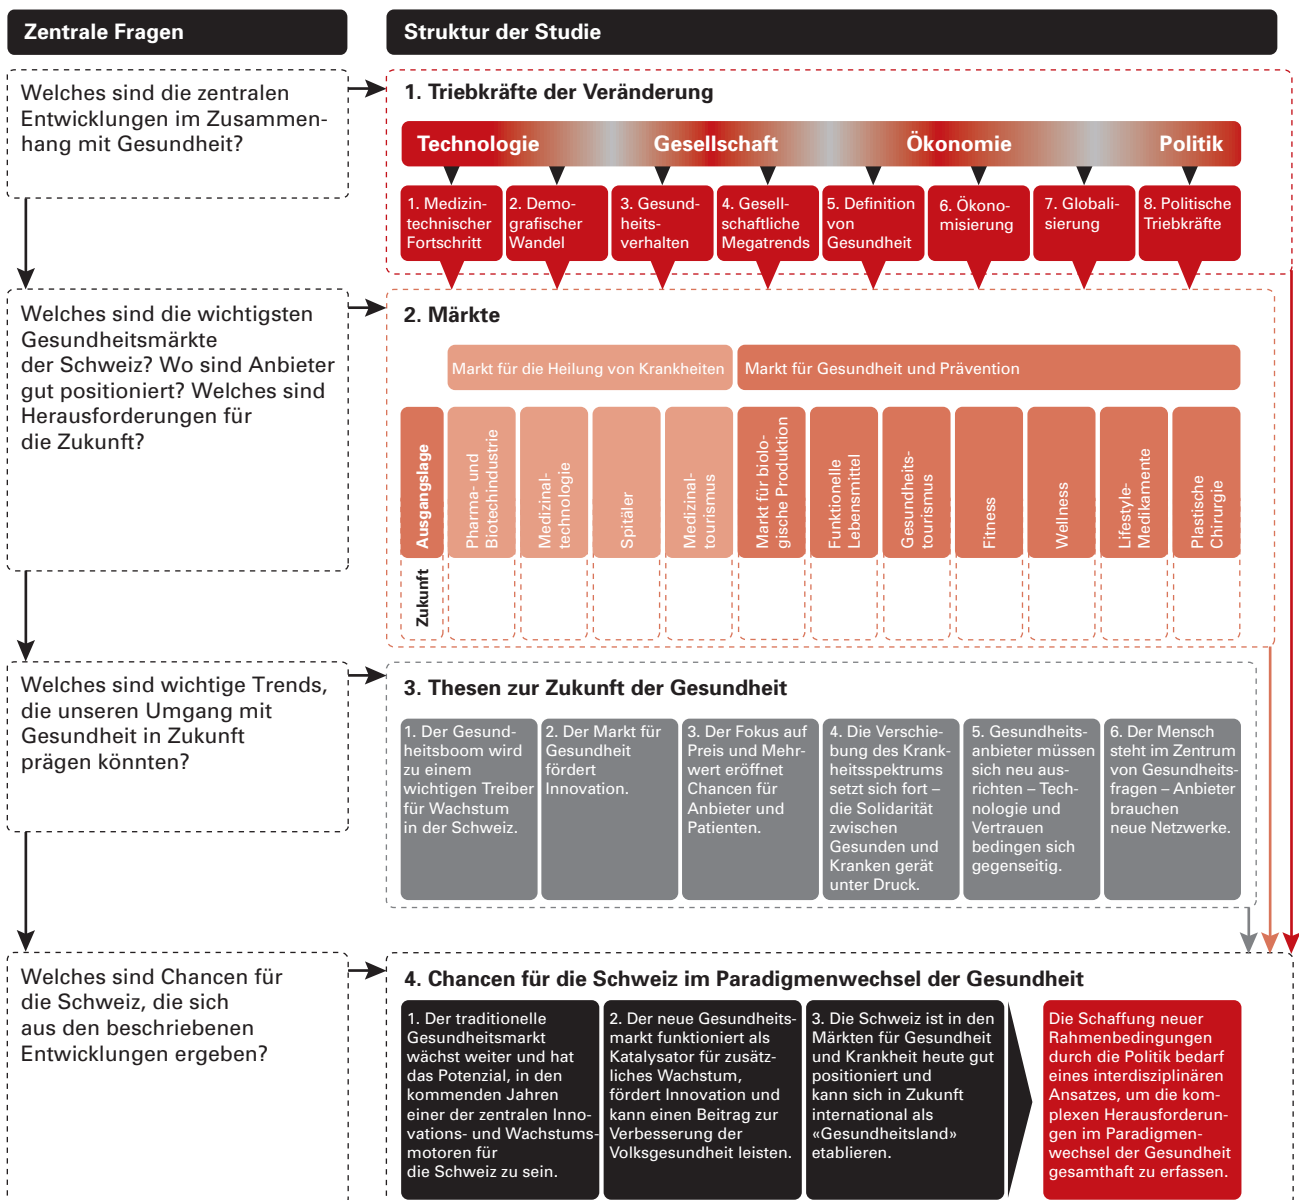 Zentrale Fragen
Struktur der Studie
Welches sind die zentralen
Entwicklungen im Zusammen-
hang mit Gesundheit?
1. Triebkräfte der Veränderung
Technologie
Gesellschaft
Ökonomie
Politik
1. Medizin-
technischer
Fortschritt
2. Demo-
grafischer
Wandel
3. Gesund-
heits-
verhalten
4. Gesell-
schaftliche
Megatrends
5. Definition
von
Gesundheit
6. Ökono-
misierung
7. Globali-
sierung
8. Politische
Triebkräfte
Welches sind die wichtigsten
Gesundheitsmärkte
der Schweiz? Wo sind Anbieter
gut positioniert? Welches sind
Herausforderungen für
die Zukunft?
2. Märkte
Markt für die Heilung von Krankheiten
Markt für Gesundheit und Prävention
Ausgangslage
Pharma- und
Biotechindustrie
Medizinal-
technologie
Spitäler
Medizinal-
tourismus
Markt für biolo-
gische Produktion
Funktionelle
Lebensmittel
Gesundheits-
tourismus
Fitness
Wellness
Lifestyle-
Medikamente
Plastische
Chirurgie
Zukunft
Welches sind wichtige Trends,
die unseren Umgang mit
Gesundheit in Zukunft
prägen könnten?
3. Thesen zur Zukunft der Gesundheit
1. Der Gesund-
heitsboom wird
zu einem
wichtigen Treiber
für Wachstum
in der Schweiz.
2. Der Markt für
Gesundheit
fördert
Innovation.
3. Der Fokus auf
Preis und Mehr-
wert eröffnet
Chancen für
Anbieter und
Patienten.
4. Die Verschie-
bung des Krank-
heitsspektrums
setzt sich fort –
die Solidarität
zwischen
Gesunden und
Kranken gerät
unter Druck.
5. Gesundheits-
anbieter müssen
sich neu aus-
richten – Tech-
nologie und
Vertrauen
bedingen sich
gegenseitig.
6. Der Mensch
steht im Zentrum
von Gesundheits-
fragen – Anbieter
brauchen
neue Netzwerke.
Welches sind Chancen für
die Schweiz, die sich
aus den beschriebenen
Entwicklungen ergeben?
4. Chancen für die Schweiz im Paradigmenwechsel der Gesundheit
1. Der traditionelle
Gesundheitsmarkt
wächst weiter und hat
das Potenzial, in den
kommenden Jahren
einer der zentralen Inno-
vations- und Wachstums-
motoren für
die Schweiz zu sein.
2. Der neue Gesundheits-
markt funktioniert als
Katalysator für zusätz-
liches Wachstum,
fördert Innovation und
kann einen Beitrag zur
Verbesserung der
Volksgesundheit leisten.
3. Die Schweiz ist in den
Märkten für Gesundheit
und Krankheit heute gut
positioniert und
kann sich in Zukunft
international als
«Gesundheitsland»
etablieren.
Die Schaffung neuer
Rahmenbedingungen
durch die Politik bedarf
eines interdisziplinären
Ansatzes, um die kom-
plexen Herausforderun-
gen im Paradigmen-
wechsel der Gesundheit
gesamthaft zu erfassen.